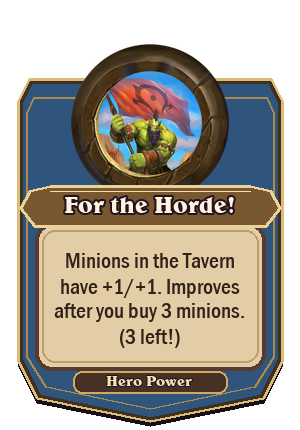 For the Horde!
Minions in the Tavern
have +1/+1. Improves
after you buy 3 minions.
(3 left!)
Hero Power